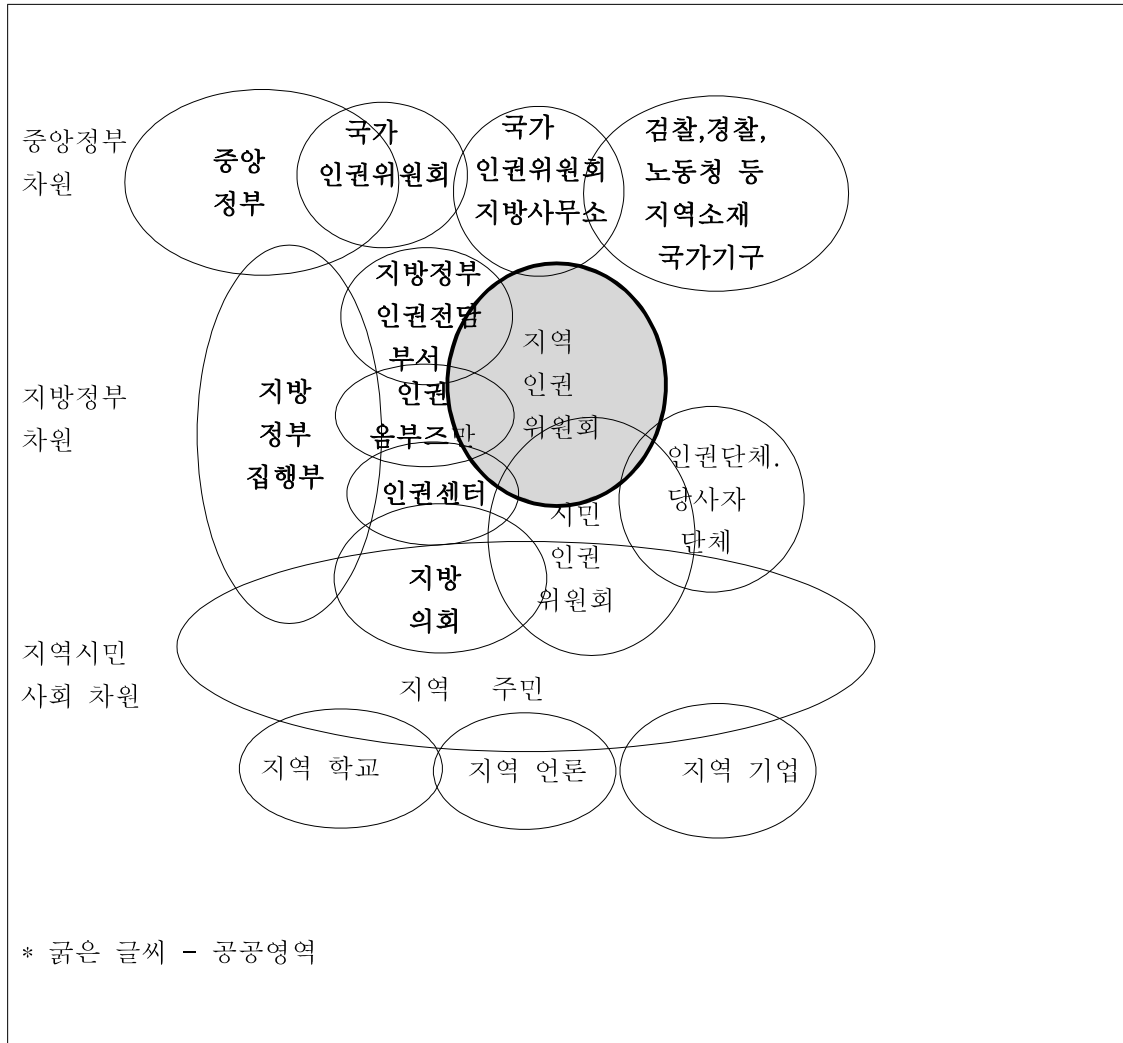 중앙정부
차원
중앙
정부
국가
인권위원회
국가
인권위원회
지방사무소
검찰,경찰,
노동청 등
지역소재
국가기구
지방정부
차원
지방
정부
집행부
지방정부
인권전담
부서
인권
옴부즈만
인권센터
지방
의회
지역
인권
위원회
시민
인권
위원회
인권단체.
당사자
단체
지역시민
사회 차원
지역 주민
지역 학교
지역 언론
지역 기업
* 굵은 글씨 - 공공영역